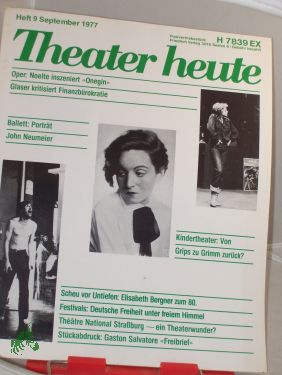 Heft 9 September 1977
H 7839 EX
Theater heute
Oper: Noelte inszeniert »Onegin«
Glaser kritisiert Finanzbürokratie
Ballett: Porträt
John Neumeier
Kindertheater: Von
Grips zu Grimm zurück?
Scheu vor Untiefen: Elisabeth Bergner zum 80.
Festivals: Deutsche Freiheit unter freiem Himmel
Théâtre National Straßburg — ein Theaterwunder?
Stückabdruck: Gaston Salvatore »Freibrief«